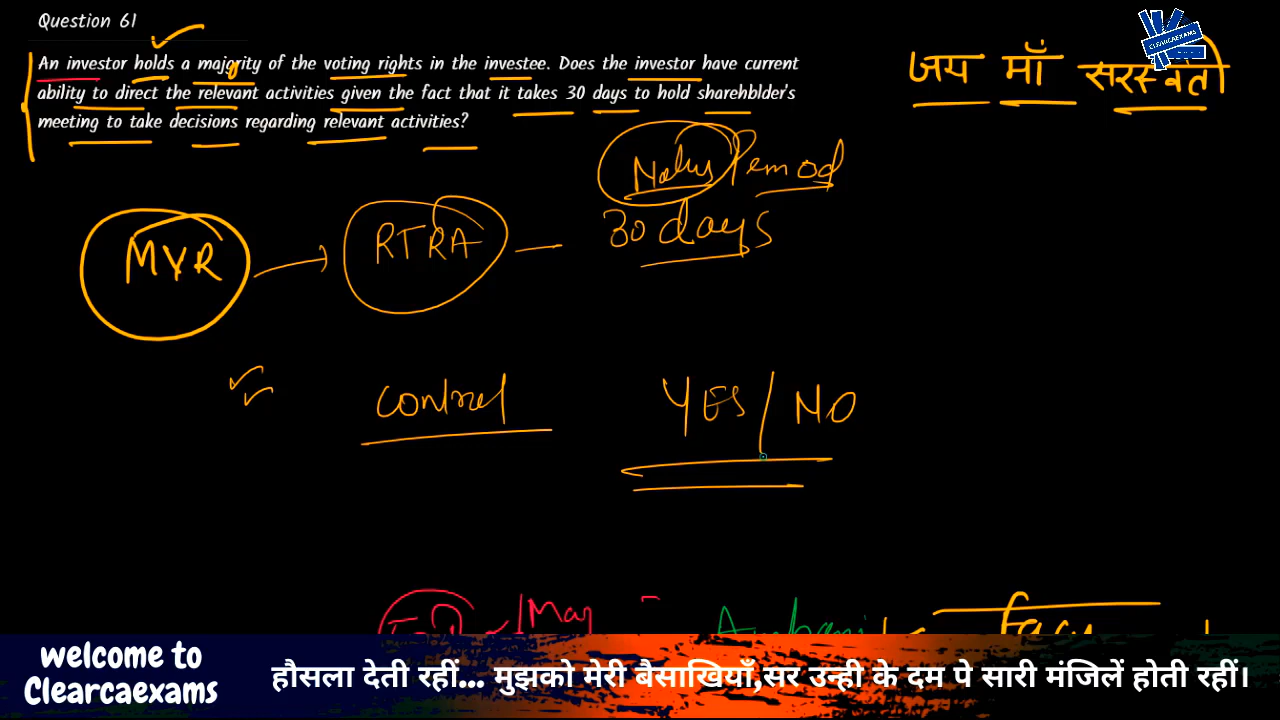 Question 61
CLEARCAEXAMS
जय माँ सरस्वती
An investor holds a majority of the voting rights in the investee. Does the investor have current
ability to direct the relevant activities given the fact that it takes 30 days to hold sharehblder's
meeting to take decisions regarding relevant activities?
Period
30 days
MVR
RTRA
control YES/NO
Ambani
welcome to
Clearcaexams
हौसला देती रहीं... मुझको मेरी बैसाखियाँ,सर उन्ही के दम पे सारी मंजिलें होती रहीं।